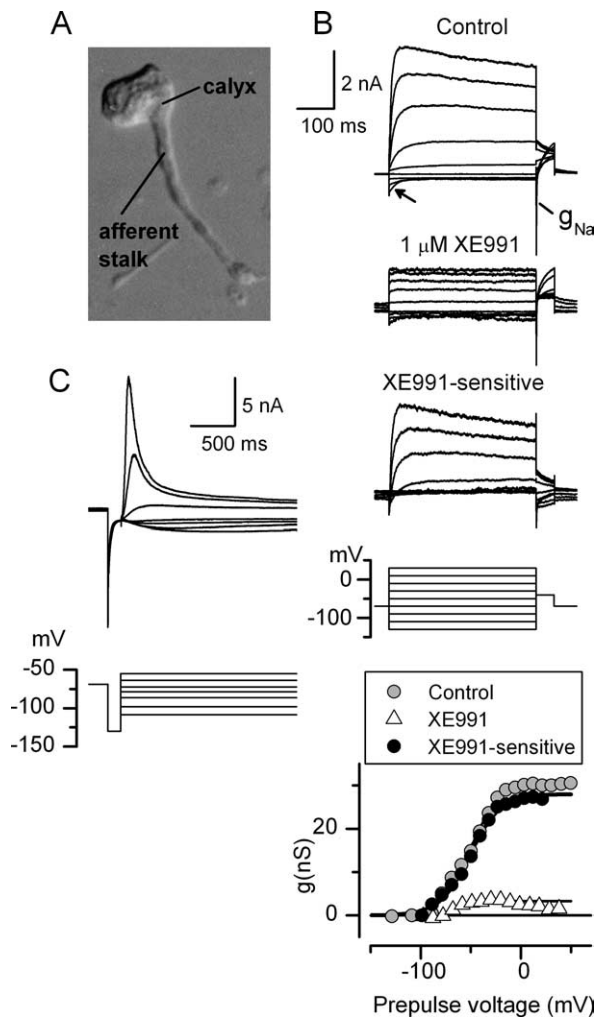 A
calyx
afferent
stalk
B
Control
2 nA
100 ms
gNa
1 μM XE991
XE991-sensitive
mV
0
-100
C
5 nA
500 ms
mV
-50
-100
-150
Control
XE991
XE991-sensitive
g(nS)
20
0
-100
0
Prepulse voltage (mV)